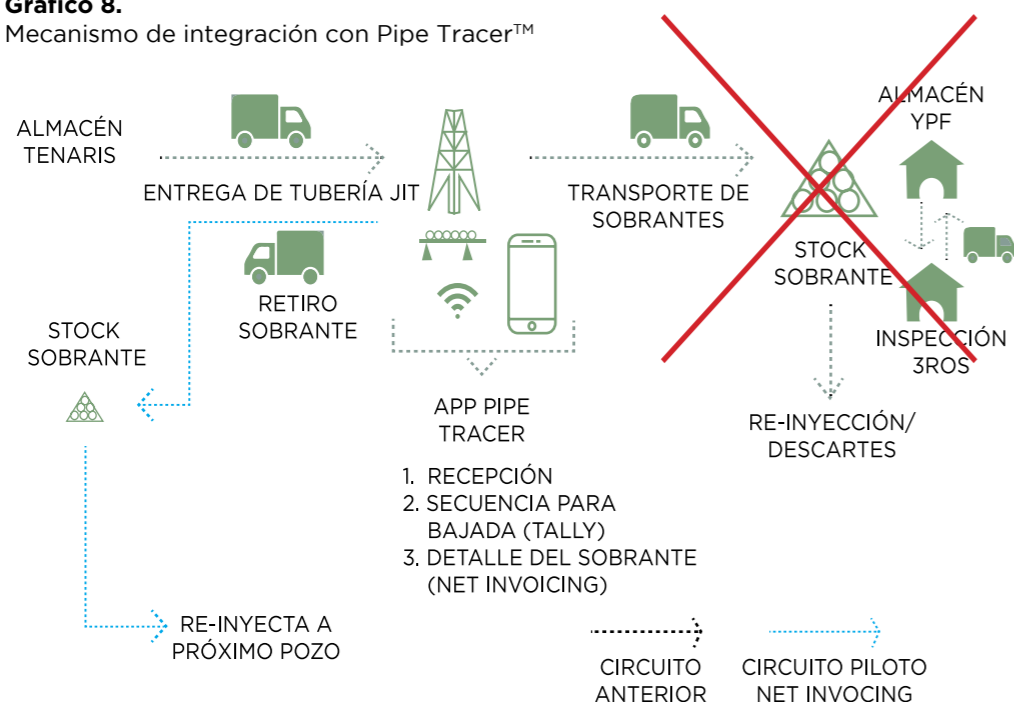 Gráfico 8.
Mecanismo de integración con Pipe Tracer™
ALMACÉN
TENARIS
ENTREGA DE TUBERÍA JIT
TRANSPORTE DE
SOBRANTES
ALMACÉN
YPF
STOCK
SOBRANTE
INSPECCIÓN
3ROS
RETIRO
SOBRANTE
STOCK
SOBRANTE
APP PIPE
TRACER
1. RECEPCIÓN
2. SECUENCIA PARA
BAJADA (TALLY)
3. DETALLE DEL SOBRANTE
(NET INVOICING)
RE-INYECCIÓN/
DESCARTES
RE-INYECTA A
PRÓXIMO POZO
CIRCUITO
ANTERIOR
CIRCUITO PILOTO
NET INVOCING